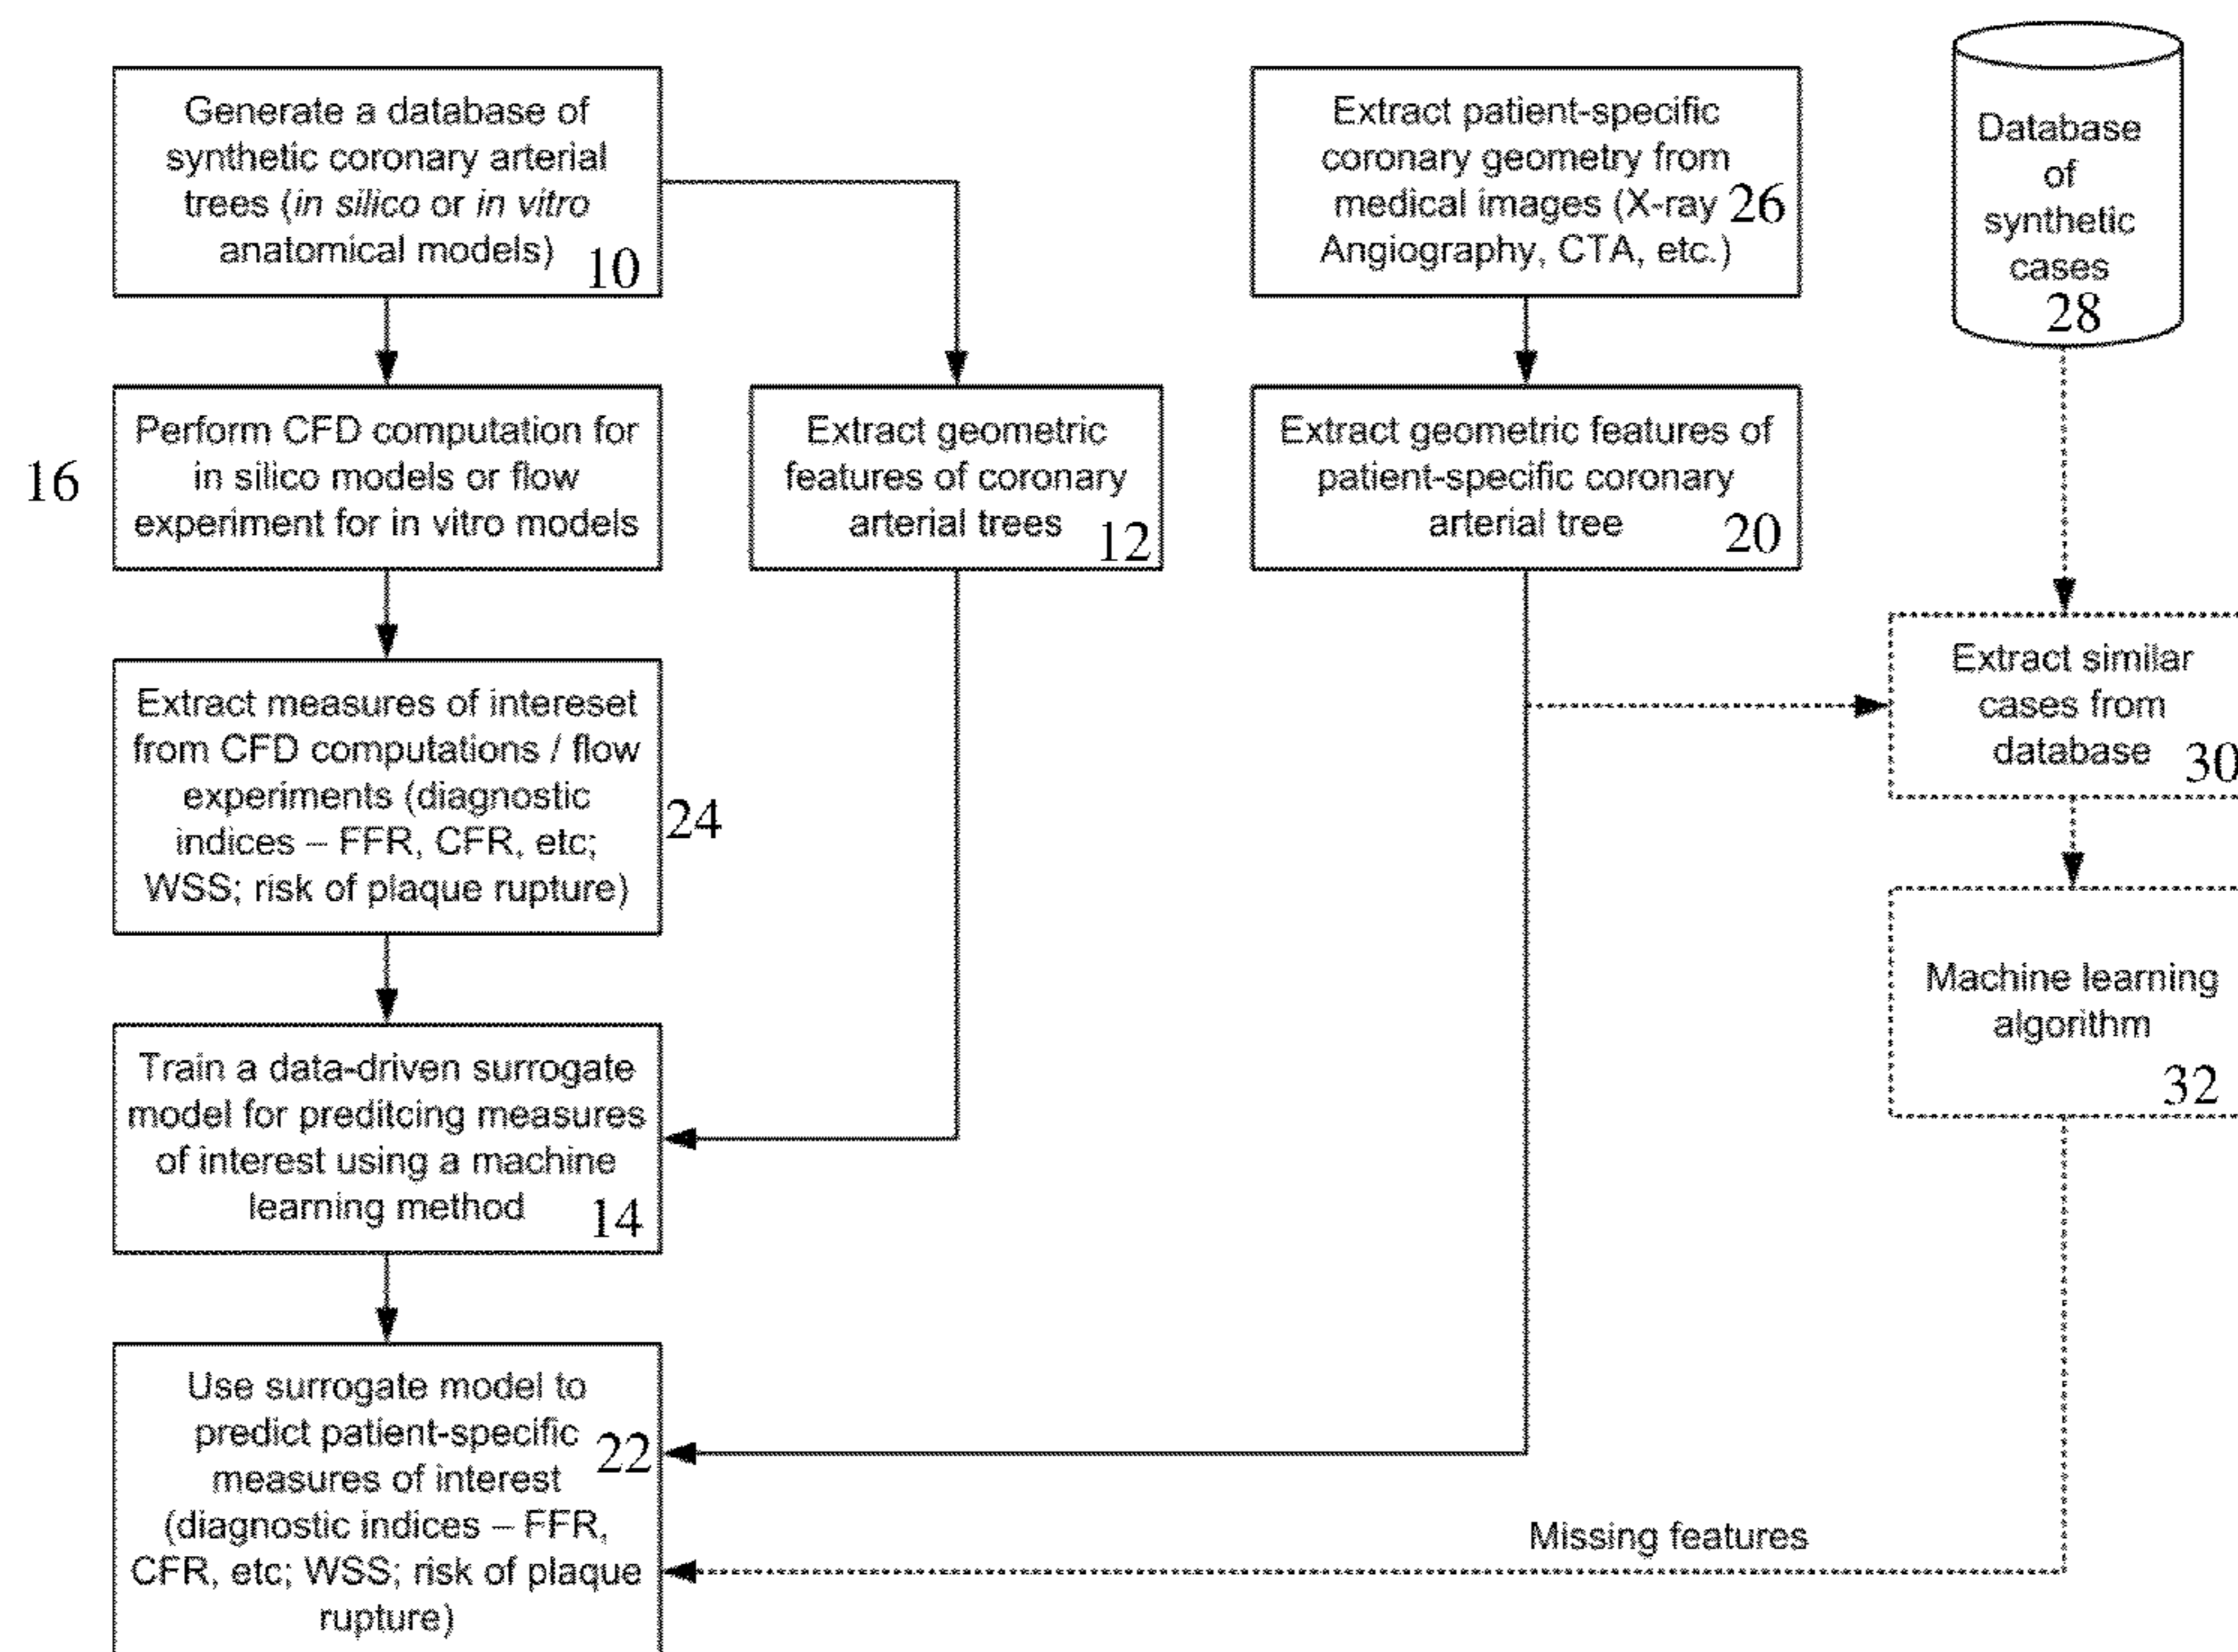 Generate a database of
synthetic coronary arterial
trees (in silico or in vitro
anatomical models)
10
Perform CFD computation for
in silico models or flow
experiment for in vitro models
16
Extract measures of intereset
from CFD computations / flow
experiments (diagnostic
indices – FFR, CFR, etc;
WSS; risk of plaque rupture)
24
Train a data-driven surrogate
model for preditcing measures
of interest using a machine
learning method
14
Use surrogate model to
predict patient-specific
measures of interest
(diagnostic indices – FFR,
CFR, etc; WSS; risk of plaque
rupture)
22
Extract geometric
features of coronary
arterial trees
12
Extract patient-specific
coronary geometry from
medical images (X-ray
Angiography, CTA, etc.)
26
Extract geometric features of
patient-specific coronary
arterial tree
20
Database
of
synthetic
cases
28
Extract similar
cases from
database
30
Machine learning
algorithm
32
Missing features